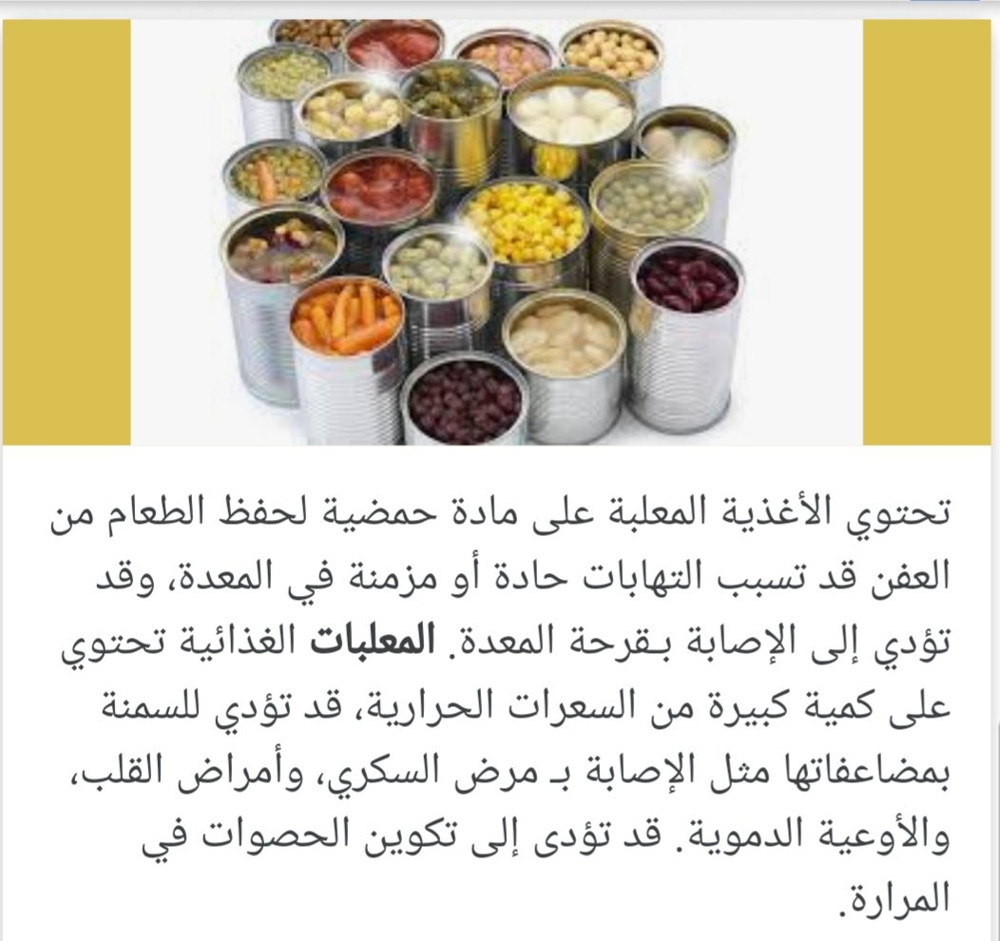 تحتوي الأغذية المعلبة على مادة حمضية لحفظ الطعام من
العفن قد تسبب التهابات حادة أو مزمنة في المعدة، وقد
تؤدي إلى الإصابة بـقرحة المعدة. المعلبات الغذائية تحتوي
على كمية كبيرة من السعرات الحرارية، قد تؤدي للسمنة
بمضاعفاتها مثل الإصابة بـ مرض السكري، وأمراض القلب،
والأوعية الدموية. قد تؤدى إلى تكوين الحصوات في
المرارة.